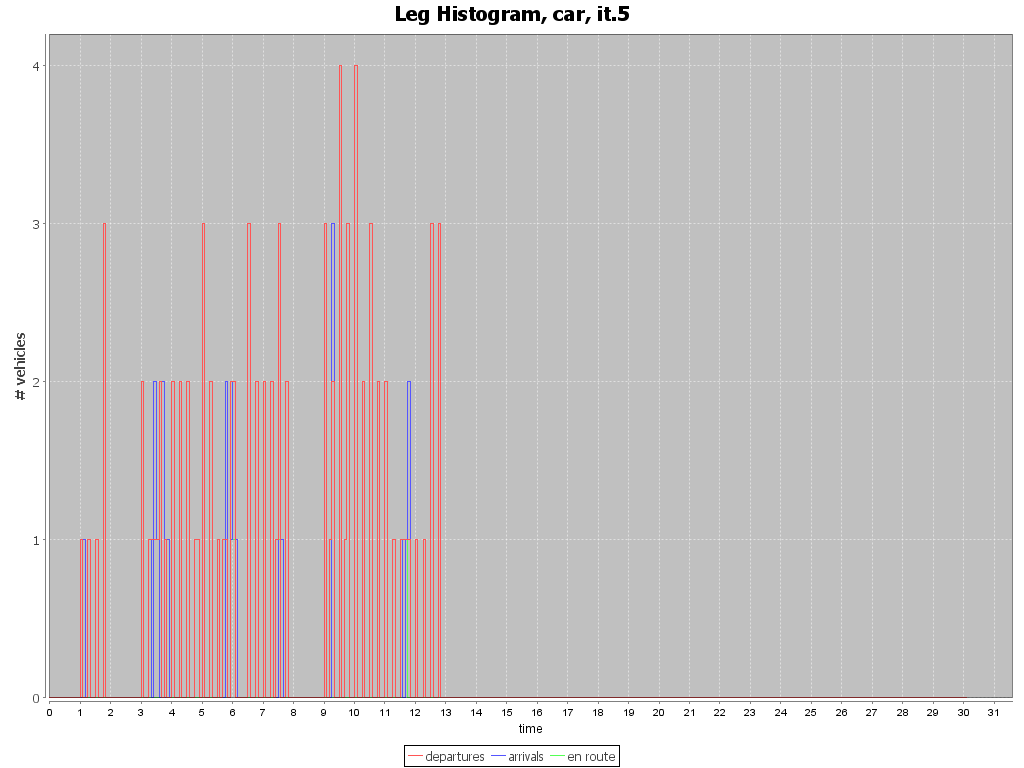 Leg Histogram, car, it.5
# vehicles
4
3
2
1
0
0 1 2 3 4 5 6 7 8 9 10 11 12 13 14 15 16 17 18 19 20 21 22 23 24 25 26 27 28 29 30 31
time
departures arrivals en route